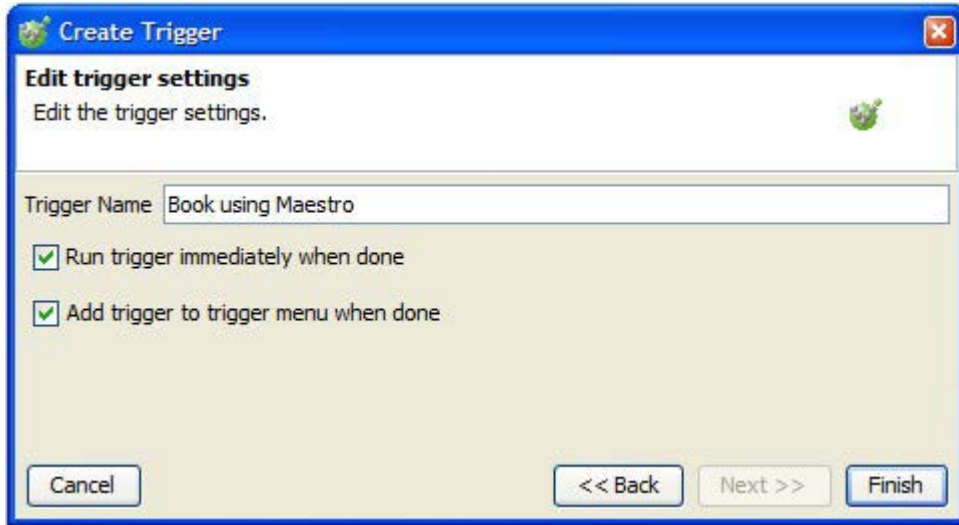 Create Trigger
Edit trigger settings
Edit the trigger settings.
Trigger Name Book using Maestro
Run trigger immediately when done
Add trigger to trigger menu when done
Cancel << Back Next >> Finish